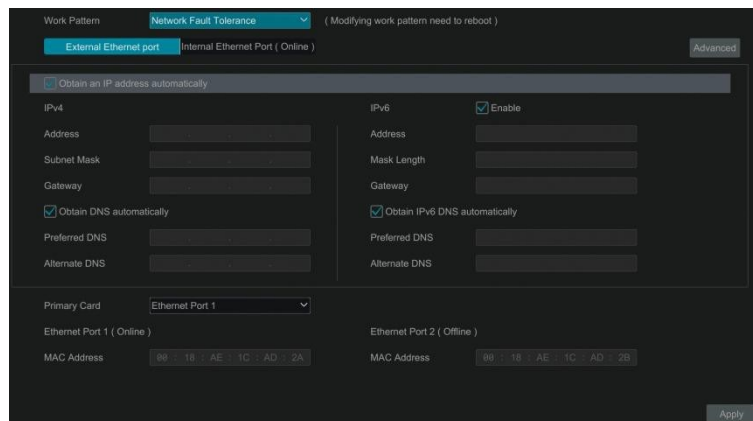 Work Pattern Network Fault Tolerance ( Modifying work pattern need to reboot )
External Ethernet port Internal Ethernet Port ( Online ) Advanced
Obtain an IP address automatically
IPv4 IPv6 Enable
Address Address
Subnet Mask Mask Length
Gateway Gateway
Obtain DNS automatically Obtain IPv6 DNS automatically
Preferred DNS Preferred DNS
Alternate DNS Alternate DNS
Primary Card Ethernet Port 1
Ethernet Port 1 ( Online ) Ethernet Port 2 ( Offline )
MAC Address 00 : 18 : AE : 1C : AD : 2A MAC Address 00 : 18 : AE : 1C : AD : 2B
Apply